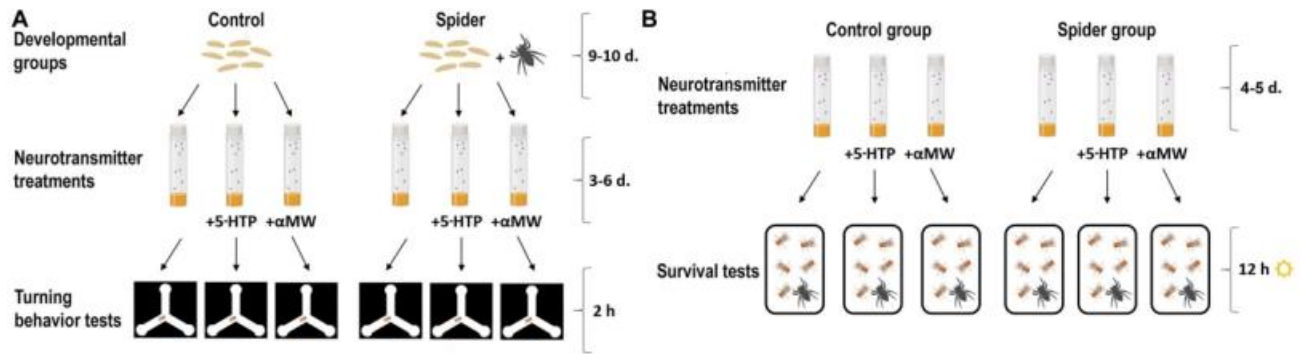 A
Control
Spider
Developmental
groups
+
9-10 d.
Neurotransmitter
treatments
3-6 d.
+5-HTP +αMW
+5-HTP +αMW
Turning
behavior tests
2 h
B
Control group
Spider group
Neurotransmitter
treatments
4-5 d.
+5-HTP +αMW
+5-HTP +αMW
Survival tests
12 h